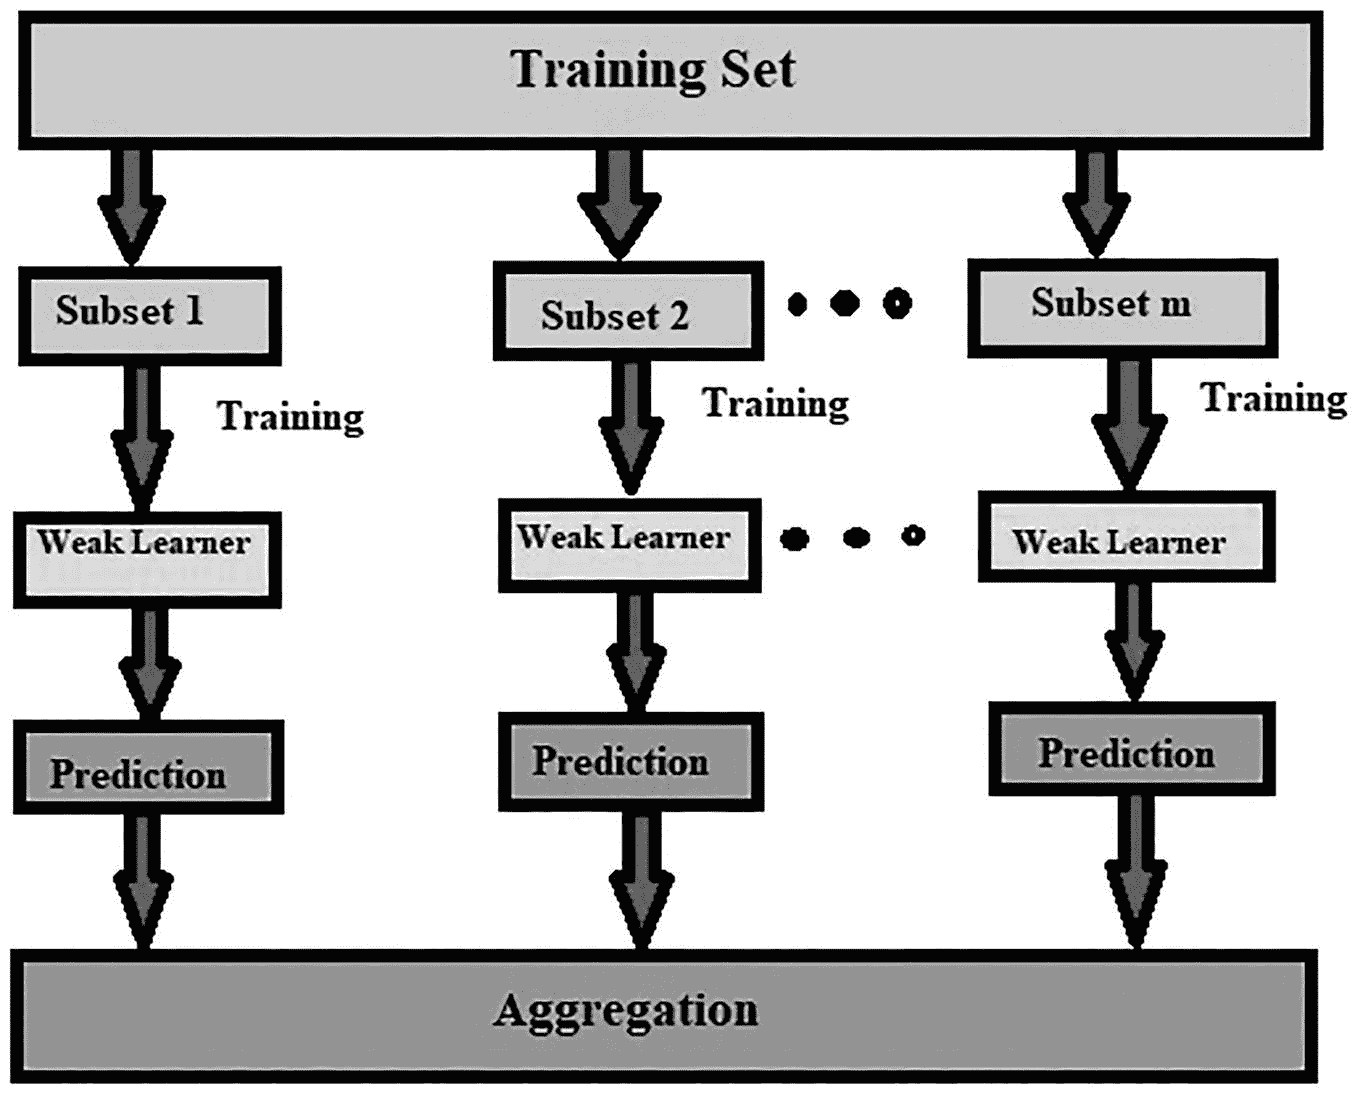 Training Set
Subset 1
Subset 2
Subset m
Training
Training
Training
Weak Learner
Weak Learner
Weak Learner
Prediction
Prediction
Prediction
Aggregation